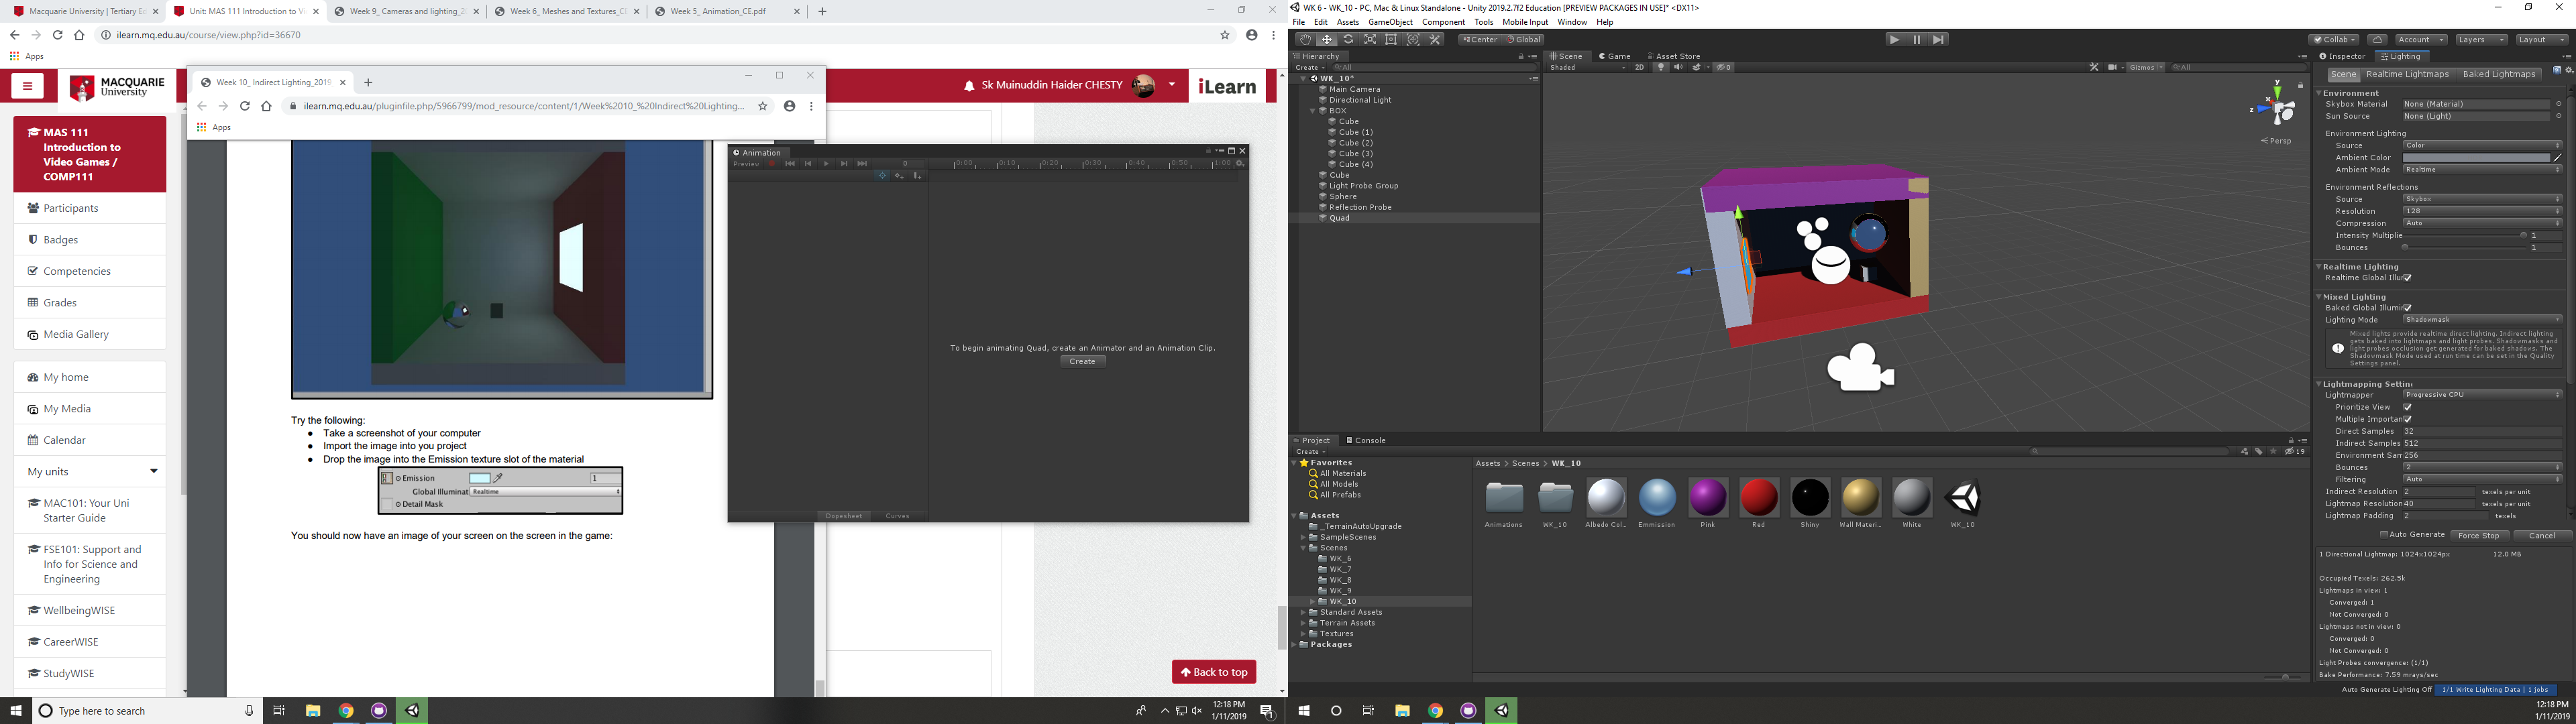 Macquarie University | Tertiary Ed
Unit: MAS 111 Introduction to Vi
Week 9_ Cameras and lighting_2
Week 6_ Meshes and Textures_C
Week 5_ Animation_CE.pdf
ilearn.mq.edu.au/course/view.php?id=36670
Apps
MACQUARIE
University
Sk Muinuddin Haider CHESTY
iLearn
MAS 111
Introduction to
Video Games /
COMP111
Participants
Badges
Competencies
Grades
Media Gallery
My home
My Media
Calendar
My units
MAC101: Your Uni
Starter Guide
FSE101: Support and
Info for Science and
Engineering
WellbeingWISE
CareerWISE
StudyWISE
Week 10_ Indirect Lighting_2019
ilearn.mq.edu.au/pluginfile.php/5966799/mod_resource/content/1/Week%2010_%20Indirect%20Lighting...
Apps
Try the following:
● Take a screenshot of your computer
● Import the image into you project
● Drop the image into the Emission texture slot of the material
Emission
1
Global Illuminat Realtime
Detail Mask
You should now have an image of your screen on the screen in the game:
Back to top
Animation
Preview
0
0:00 0:10 0:20 0:30 0:40 0:50 1:00
To begin animating Quad, create an Animator and an Animation Clip.
Create
Dopesheet Curves
Type here to search
12:18 PM
1/11/2019
WK 6 - WK_10 - PC, Mac & Linux Standalone - Unity 2019.2.7f2 Education [PREVIEW PACKAGES IN USE]* <DX11>
File Edit Assets GameObject Component Tools Mobile Input Window Help
Center Global
Collab Account Layers Layout
Hierarchy
Create All
WK_10*
Main Camera
Directional Light
BOX
Cube
Cube (1)
Cube (2)
Cube (3)
Cube (4)
Cube
Light Probe Group
Sphere
Reflection Probe
Quad
Scene Game Asset Store
Shaded 2D 0 Gizmos All
y
x
z
Persp
Project Console
Create
19
Favorites
All Materials
All Models
All Prefabs
Assets
_TerrainAutoUpgrade
SampleScenes
Scenes
WK_6
WK_7
WK_8
WK_9
WK_10
Standard Assets
Terrain Assets
Textures
Packages
Assets > Scenes > WK_10
Animations WK_10 Albedo Col... Emmission Pink Red Shiny Wall Materi... White WK_10
Inspector Lighting
Scene Realtime Lightmaps Baked Lightmaps
Environment
Skybox Material None (Material)
Sun Source None (Light)
Environment Lighting
Source Color
Ambient Color
Ambient Mode Realtime
Environment Reflections
Source Skybox
Resolution 128
Compression Auto
Intensity Multiplie 1
Bounces 1
Realtime Lighting
Realtime Global Illu
Mixed Lighting
Baked Global Illumi
Lighting Mode Shadowmask
Mixed lights provide realtime direct lighting. Indirect lighting
gets baked into lightmaps and light probes. Shadowmasks and
light probes occlusion get generated for baked shadows. The
Shadowmask Mode used at run time can be set in the Quality
Settings panel.
Lightmapping Settin
Lightmapper Progressive CPU
Prioritize View
Multiple Importan
Direct Samples 32
Indirect Samples 512
Environment Sam 256
Bounces 2
Filtering Auto
Indirect Resolution 2 texels per unit
Lightmap Resolution 40 texels per unit
Lightmap Padding 2 texels
Auto Generate Force Stop Cancel
1 Directional Lightmap: 1024x1024px 12.0 MB
Occupied Texels: 262.5k
Lightmaps in view: 1
Converged: 1
Not Converged: 0
Lightmaps not in view: 0
Converged: 0
Not Converged: 0
Light Probes convergence: (1/1)
Bake Performance: 7.59 mrays/sec
Auto Generate Lighting Off 1/1 Write Lighting Data | 1 jobs
12:18 PM
1/11/2019